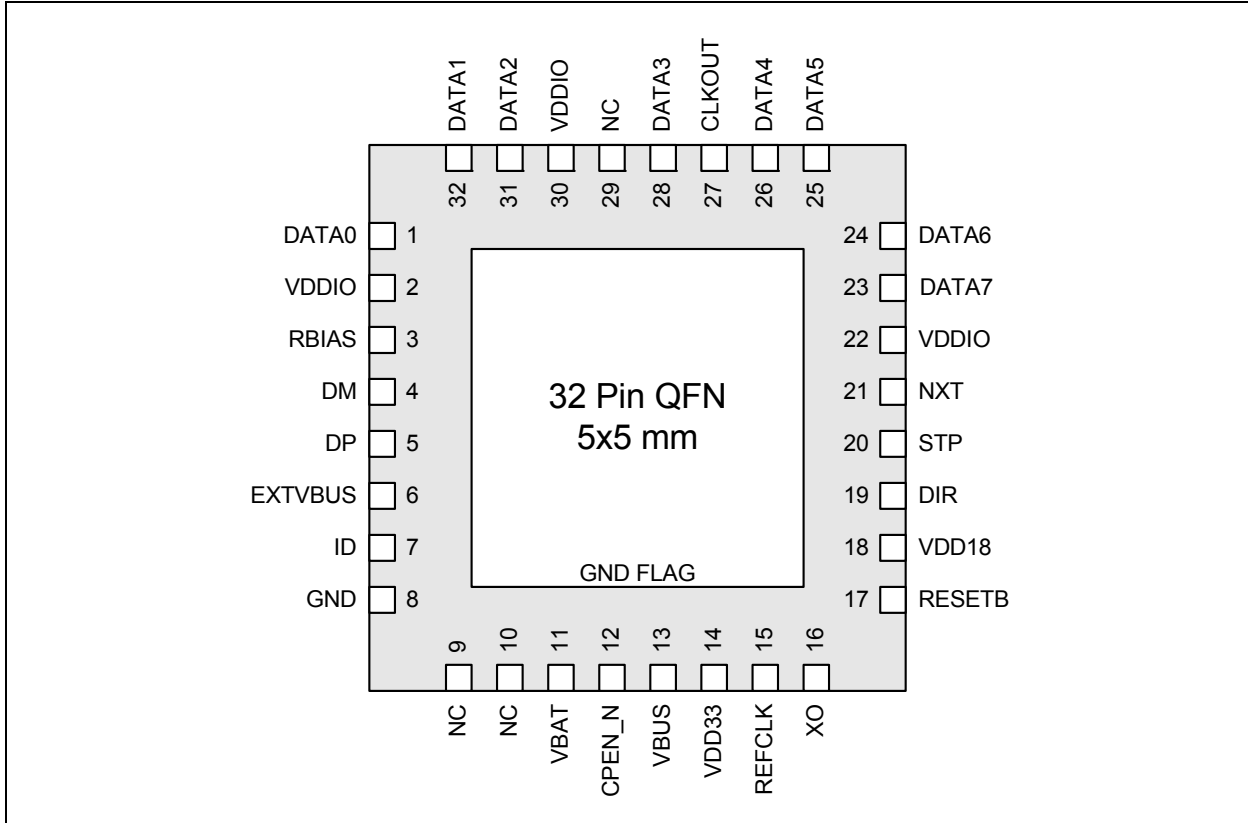 DATA1
DATA2
VDDIO
NC
DATA3
CLKOUT
DATA4
DATA5
32
31
30
29
28
27
26
25
DATA0 1
VDDIO 2
RBIAS 3
DM 4
DP 5
EXTVBUS 6
ID 7
GND 8
32 Pin QFN
5x5 mm
GND FLAG
24 DATA6
23 DATA7
22 VDDIO
21 NXT
20 STP
19 DIR
18 VDD18
17 RESETB
9
10
11
12
13
14
15
16
NC
NC
VBAT
CPEN_N
VBUS
VDD33
REFCLK
XO